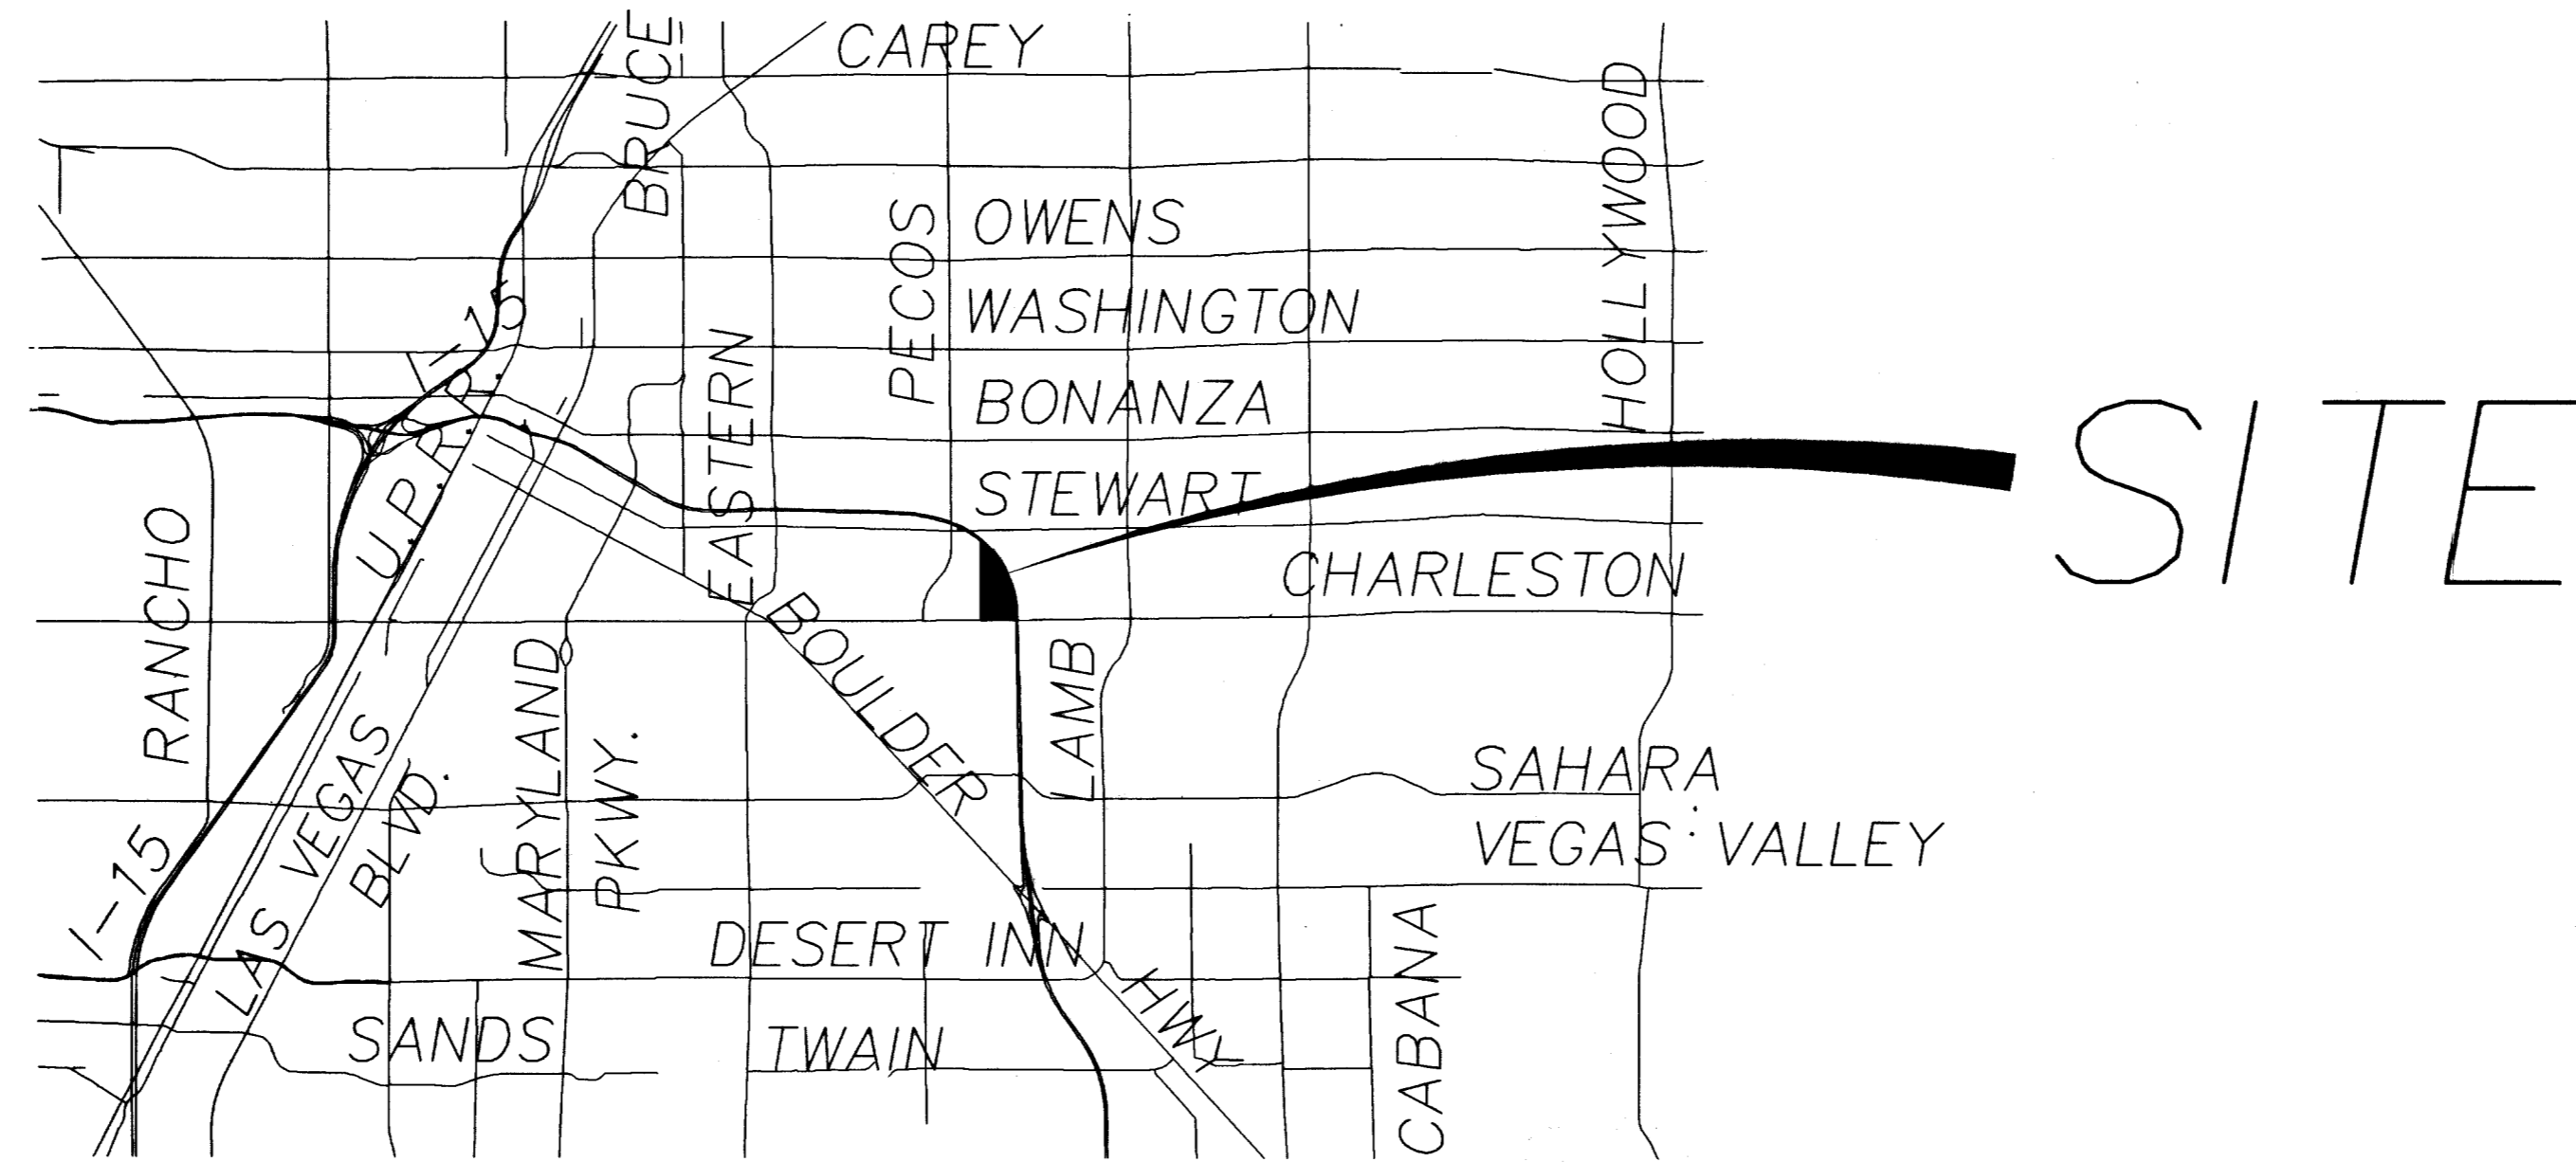 CAREY
BRUCE
HOLLYWOOD
OWENS
PECOS
WASHINGTON
I-15
EASTERN
BONANZA
U.P.R.R.
STEWART
SITE
RANCHO
CHARLESTON
BOULDER
LAMB
MARYLAND
PKWY.
SAHARA
VEGAS VALLEY
I-15
LAS VEGAS
BLVD.
DESERT INN
HWY.
CABANA
SANDS
TWAIN